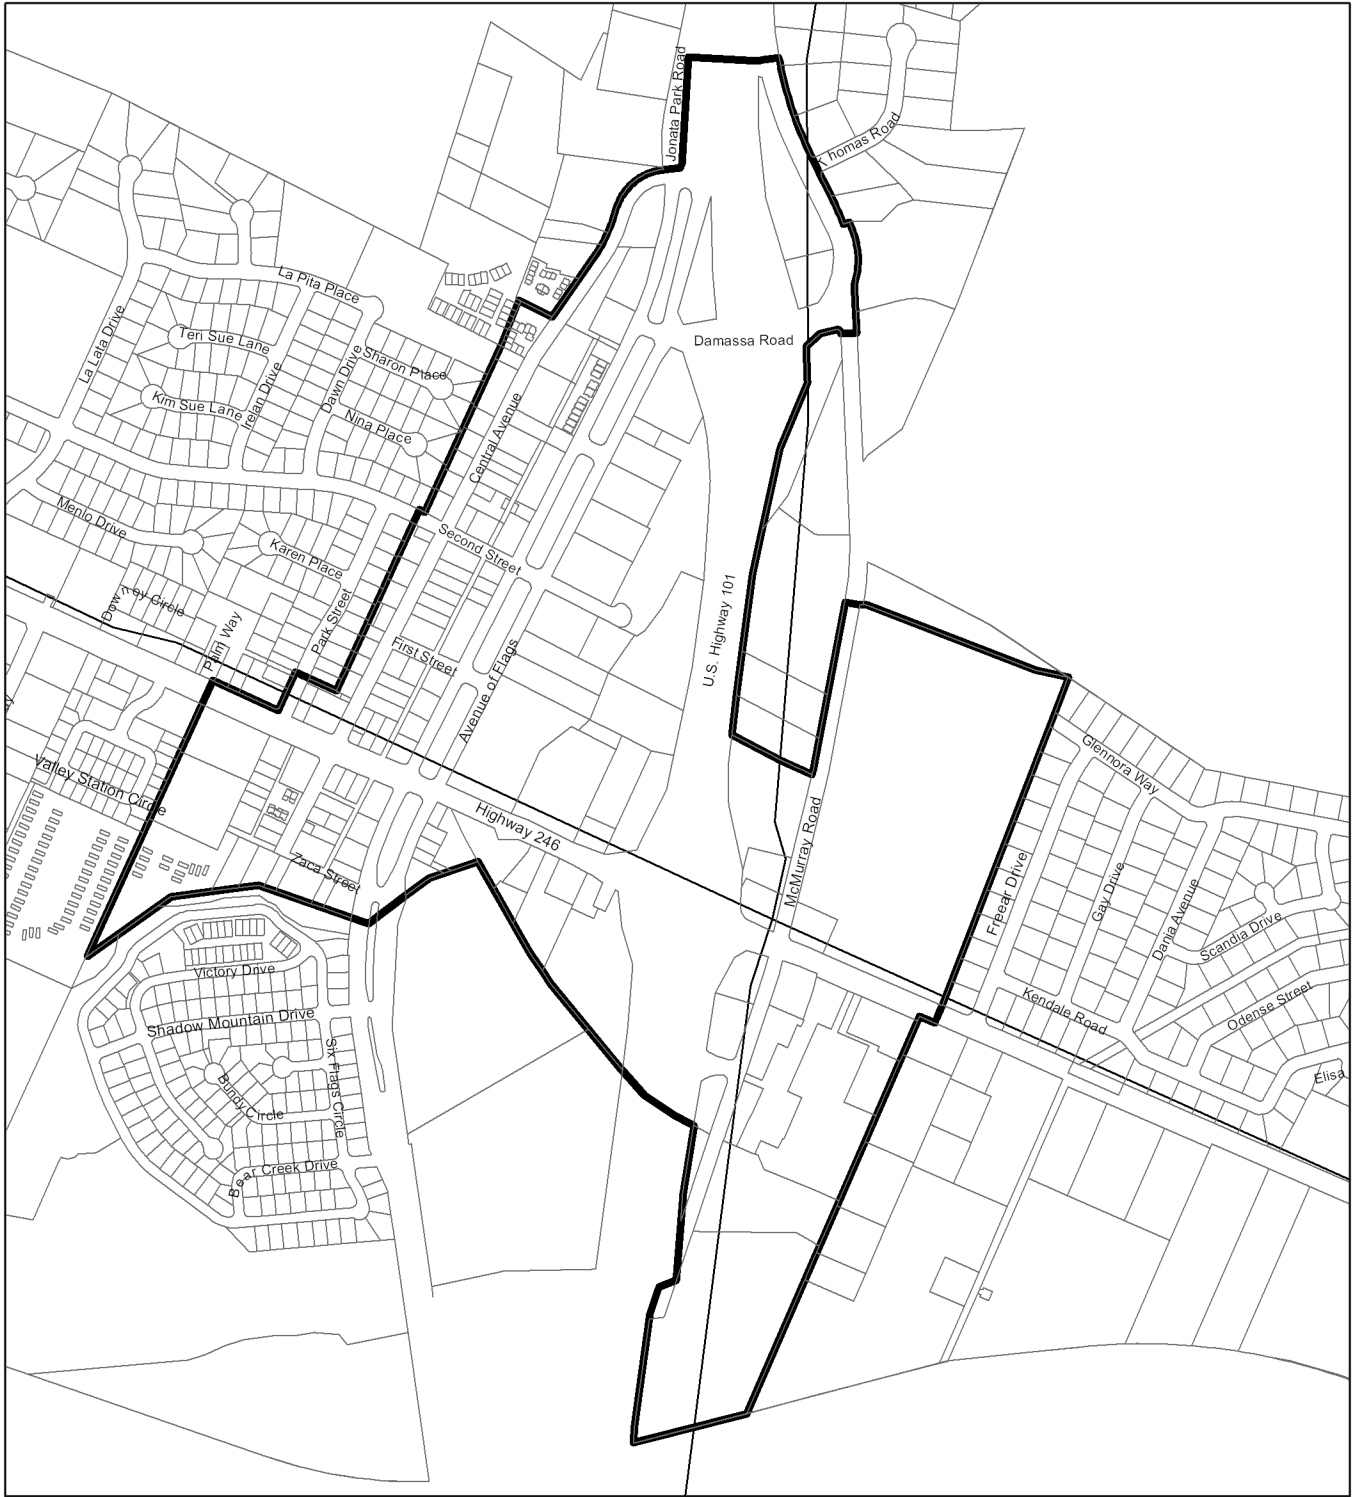 Jonata Park Road
Thomas Road
La Pita Place
La Lata Drive
Teri Sue Lane
Damassa Road
Sharon Place
Dawn Drive
Irelan Drive
Kim Sue Lane
Nina Place
Central Avenue
Menlo Drive
Second Street
Karen Place
Downey Circle
U.S. Highway 101
Park Street
Palm Way
First Street
Avenue of Flags
Glennora Way
Valley Station Circle
Highway 246
McMurray Road
Zaca Street
Freear Drive
Gay Drive
Dania Avenue
Scandia Drive
Victory Drive
Kendale Road
Odense Street
Shadow Mountain Drive
Six Flags Circle
Elisa
Bundy Circle
Bear Creek Drive